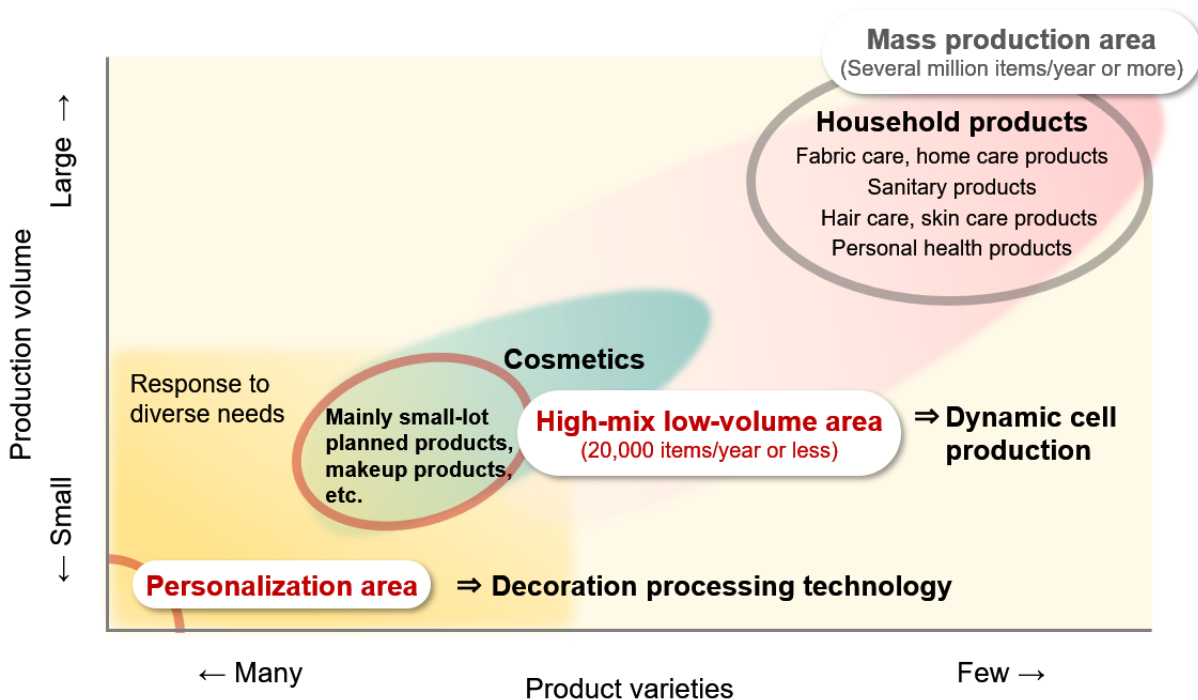 Mass production area
(Several million items/year or more)
Household products
Fabric care, home care products
Sanitary products
Hair care, skin care products
Personal health products
Production volume
Large →
← Small
Response to
diverse needs
Cosmetics
Mainly small-lot
planned products,
makeup products,
etc.
High-mix low-volume area
(20,000 items/year or less)
⇒ Dynamic cell
production
Personalization area
⇒ Decoration processing technology
← Many
Product varieties
Few →